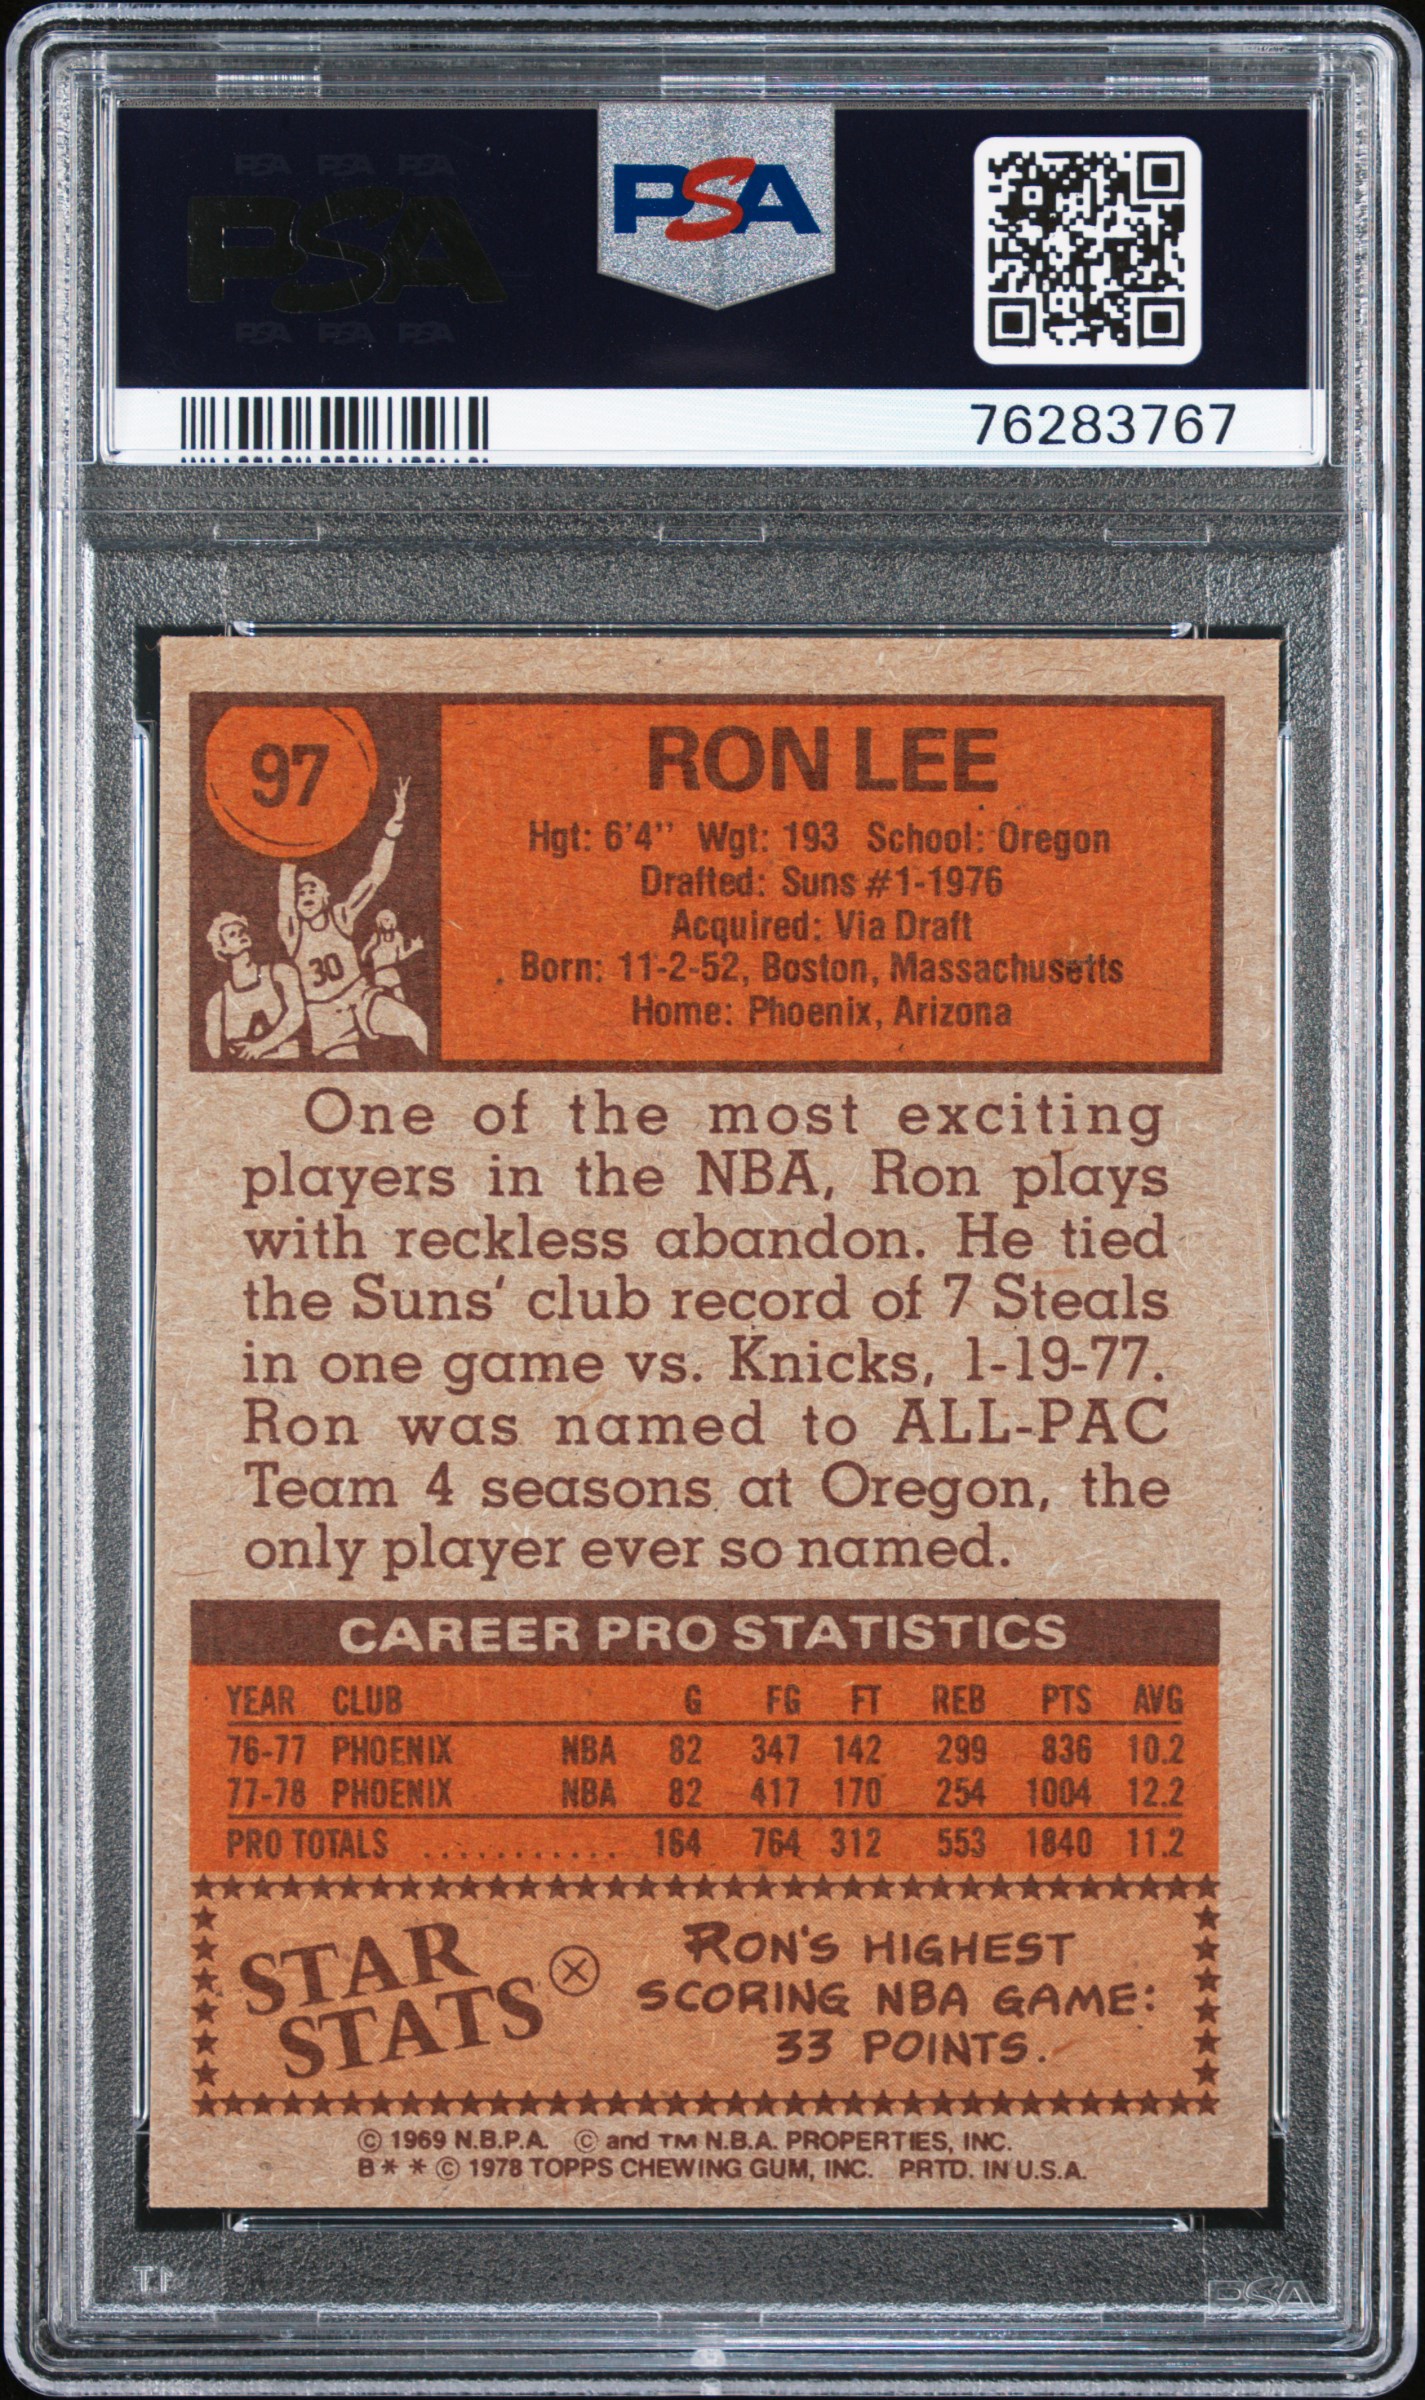 PSA PSA PSA
PSA
PSA PSA PSA
PSA
76283767
97
30
RON LEE
Hgt: 6'4" Wgt: 193 School: Oregon
Drafted: Suns #1-1976
Acquired: Via Draft
Born: 11-2-52, Boston, Massachusetts
Home: Phoenix, Arizona
One of the most exciting
players in the NBA, Ron plays
with reckless abandon. He tied
the Suns' club record of 7 Steals
in one game vs. Knicks, 1-19-77.
Ron was named to ALL-PAC
Team 4 seasons at Oregon, the
only player ever so named.
CAREER PRO STATISTICS
YEAR CLUB G FG FT REB PTS AVG
76-77 PHOENIX NBA 82 347 142 299 836 10.2
77-78 PHOENIX NBA 82 417 170 254 1004 12.2
PRO TOTALS ........... 164 764 312 553 1840 11.2
STAR
STATS
RON'S HIGHEST
SCORING NBA GAME:
33 POINTS.
© 1969 N.B.P.A. © and TM N.B.A. PROPERTIES, INC.
B * * © 1978 TOPPS CHEWING GUM, INC. PRTD. IN U.S.A.
PSA